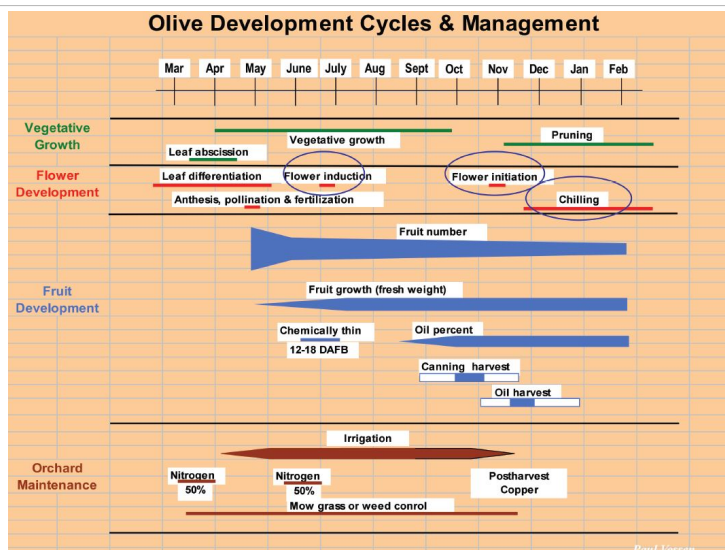 Olive Development Cycles & Management
Mar Apr May June July Aug Sept Oct Nov Dec Jan Feb
Vegetative
Growth
Vegetative growth
Pruning
Leaf abscission
Flower
Development
Leaf differentiation
Flower induction
Flower initiation
Chilling
Anthesis, pollination & fertilization
Fruit
Development
Fruit number
Fruit growth (fresh weight)
Chemically thin
12-18 DAFB
Oil percent
Canning harvest
Oil harvest
Orchard
Maintenance
Irrigation
Nitrogen
50%
Nitrogen
50%
Postharvest
Copper
Mow grass or weed conrol
Paul Vossen